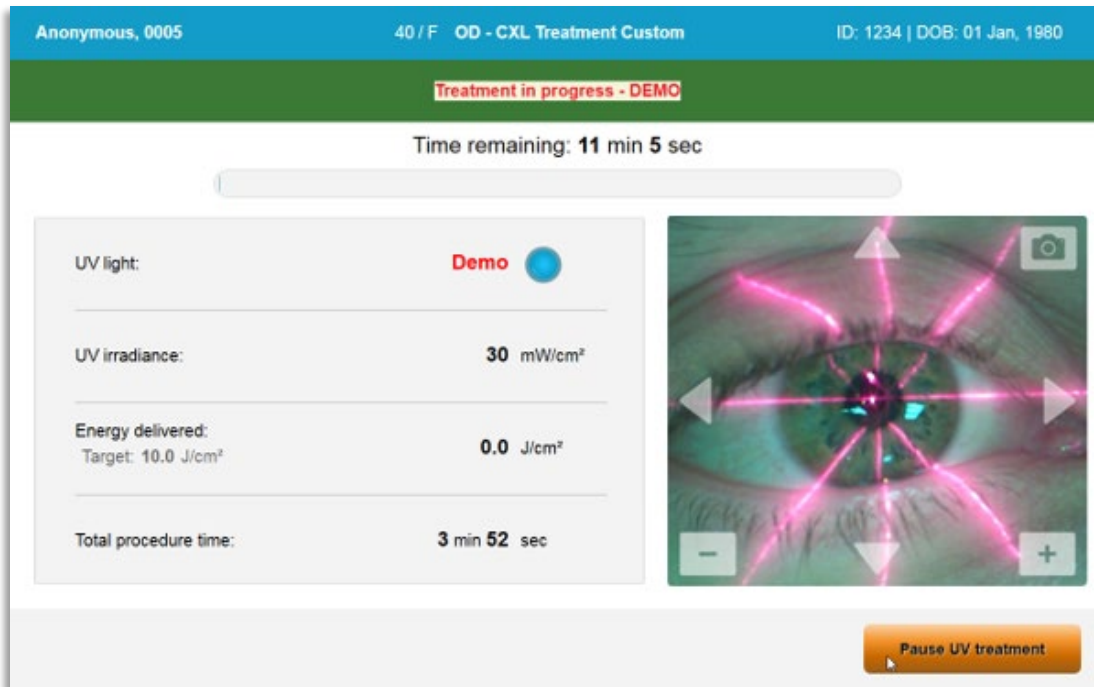 Anonymous, 0005 40 / F OD - CXL Treatment Custom ID: 1234 | DOB: 01 Jan, 1980
Treatment in progress - DEMO
Time remaining: 11 min 5 sec
UV light: Demo
UV irradiance: 30 mW/cm²
Energy delivered:
Target: 10.0 J/cm² 0.0 J/cm²
Total procedure time: 3 min 52 sec
Pause UV treatment